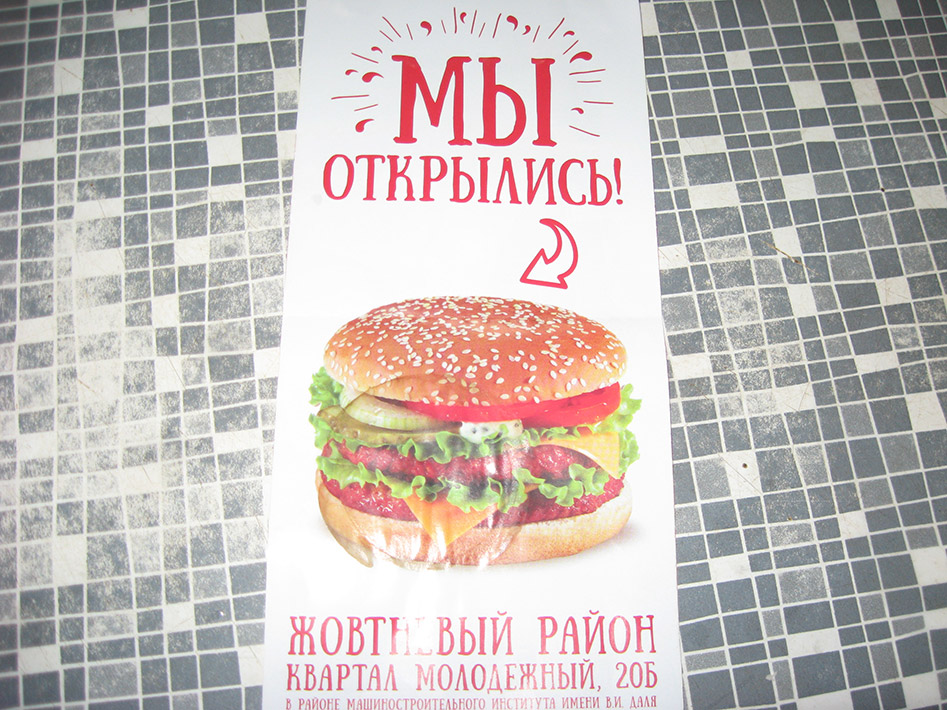 МЫ
ОТКРЫЛИСЬ!
ЖОВТНЕВЫЙ РАЙОН
КВАРТАЛ МОЛОДЕЖНЫЙ, 20Б
В РАЙОНЕ МАШИНОСТРОИТЕЛЬНОГО ИНСТИТУТА ИМЕНИ В.И. ДАЛЯ